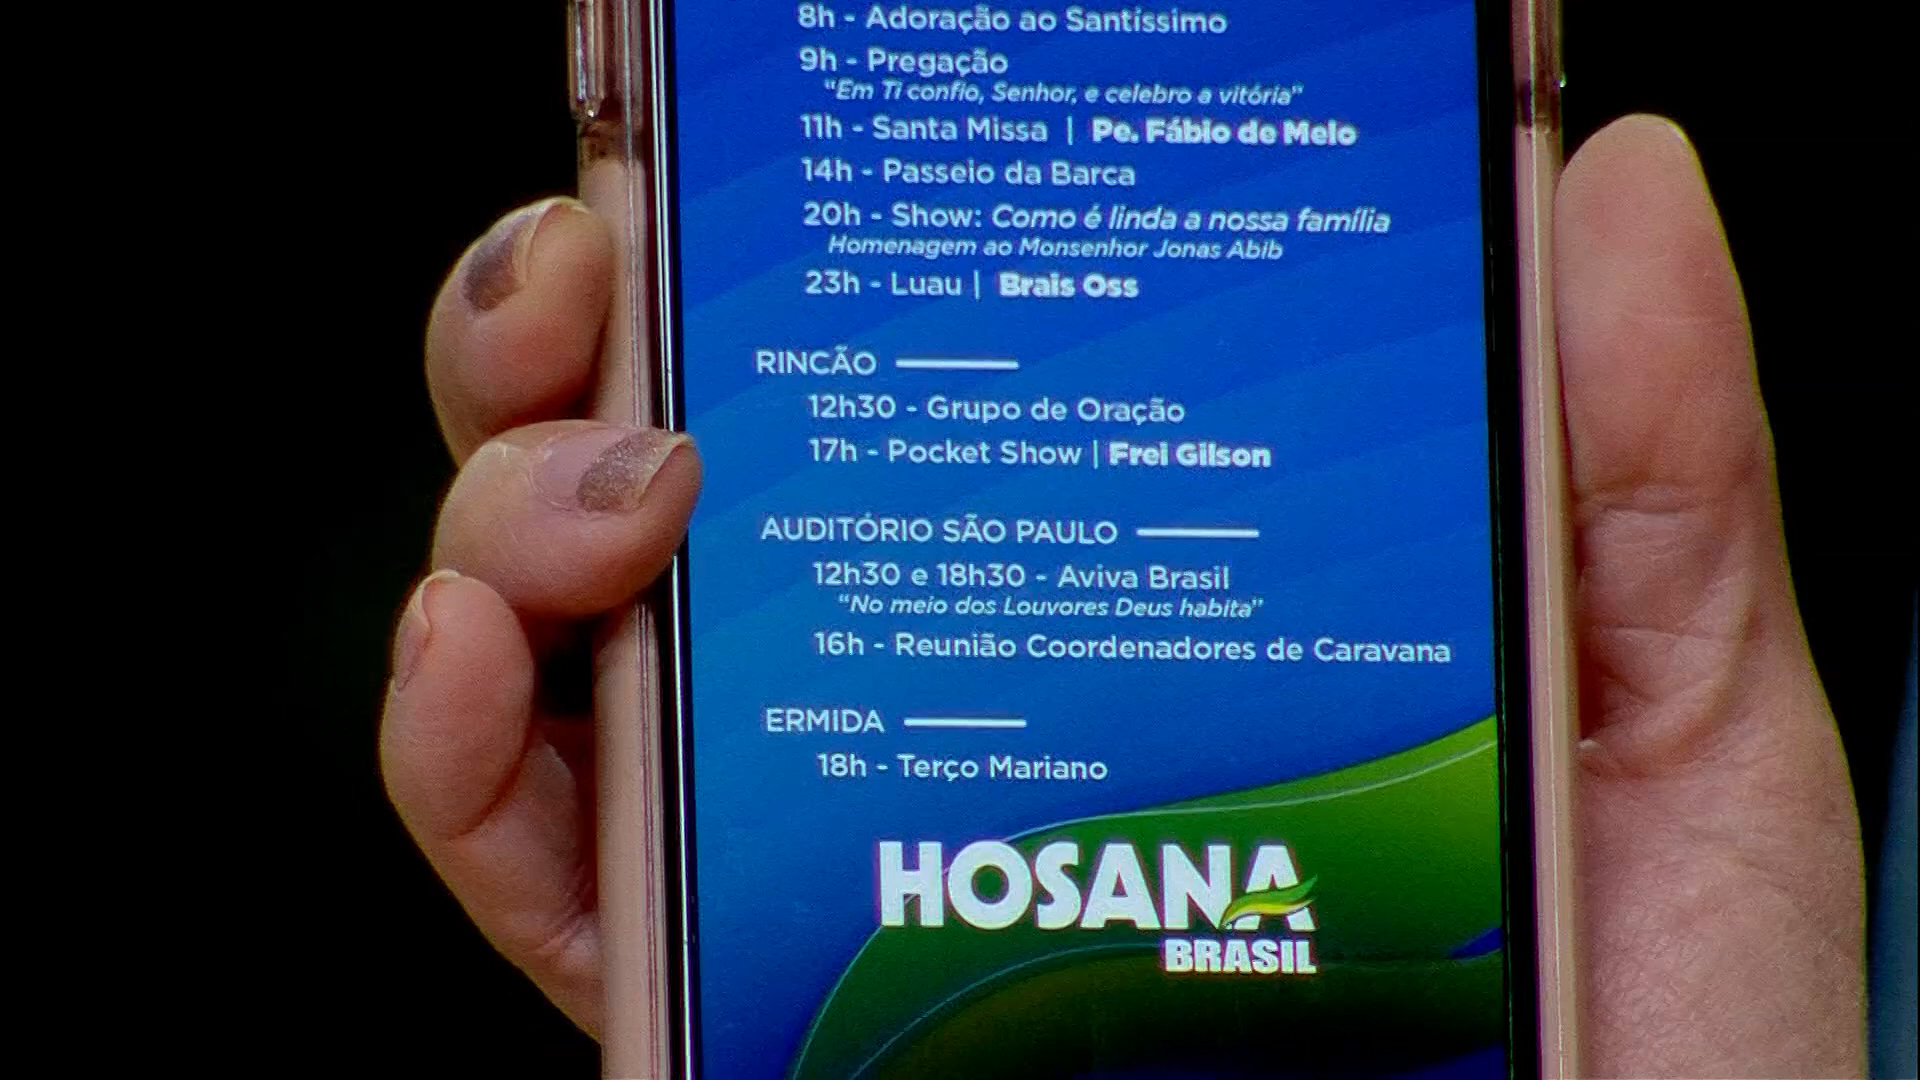 8h - Adoração ao Santíssimo
9h - Pregação
"Em Ti confio, Senhor, e celebro a vitória"
11h - Santa Missa | Pe. Fábio de Melo
14h - Passeio da Barca
20h - Show: Como é linda a nossa família
Homenagem ao Monsenhor Jonas Abib
23h - Luau | Brais Oss
RINCÃO
12h30 - Grupo de Oração
17h - Pocket Show | Frei Gilson
AUDITÓRIO SÃO PAULO
12h30 e 18h30 - Aviva Brasil
"No meio dos Louvores Deus habita"
16h - Reunião Coordenadores de Caravana
ERMIDA
18h - Terço Mariano
HOSANA
BRASIL